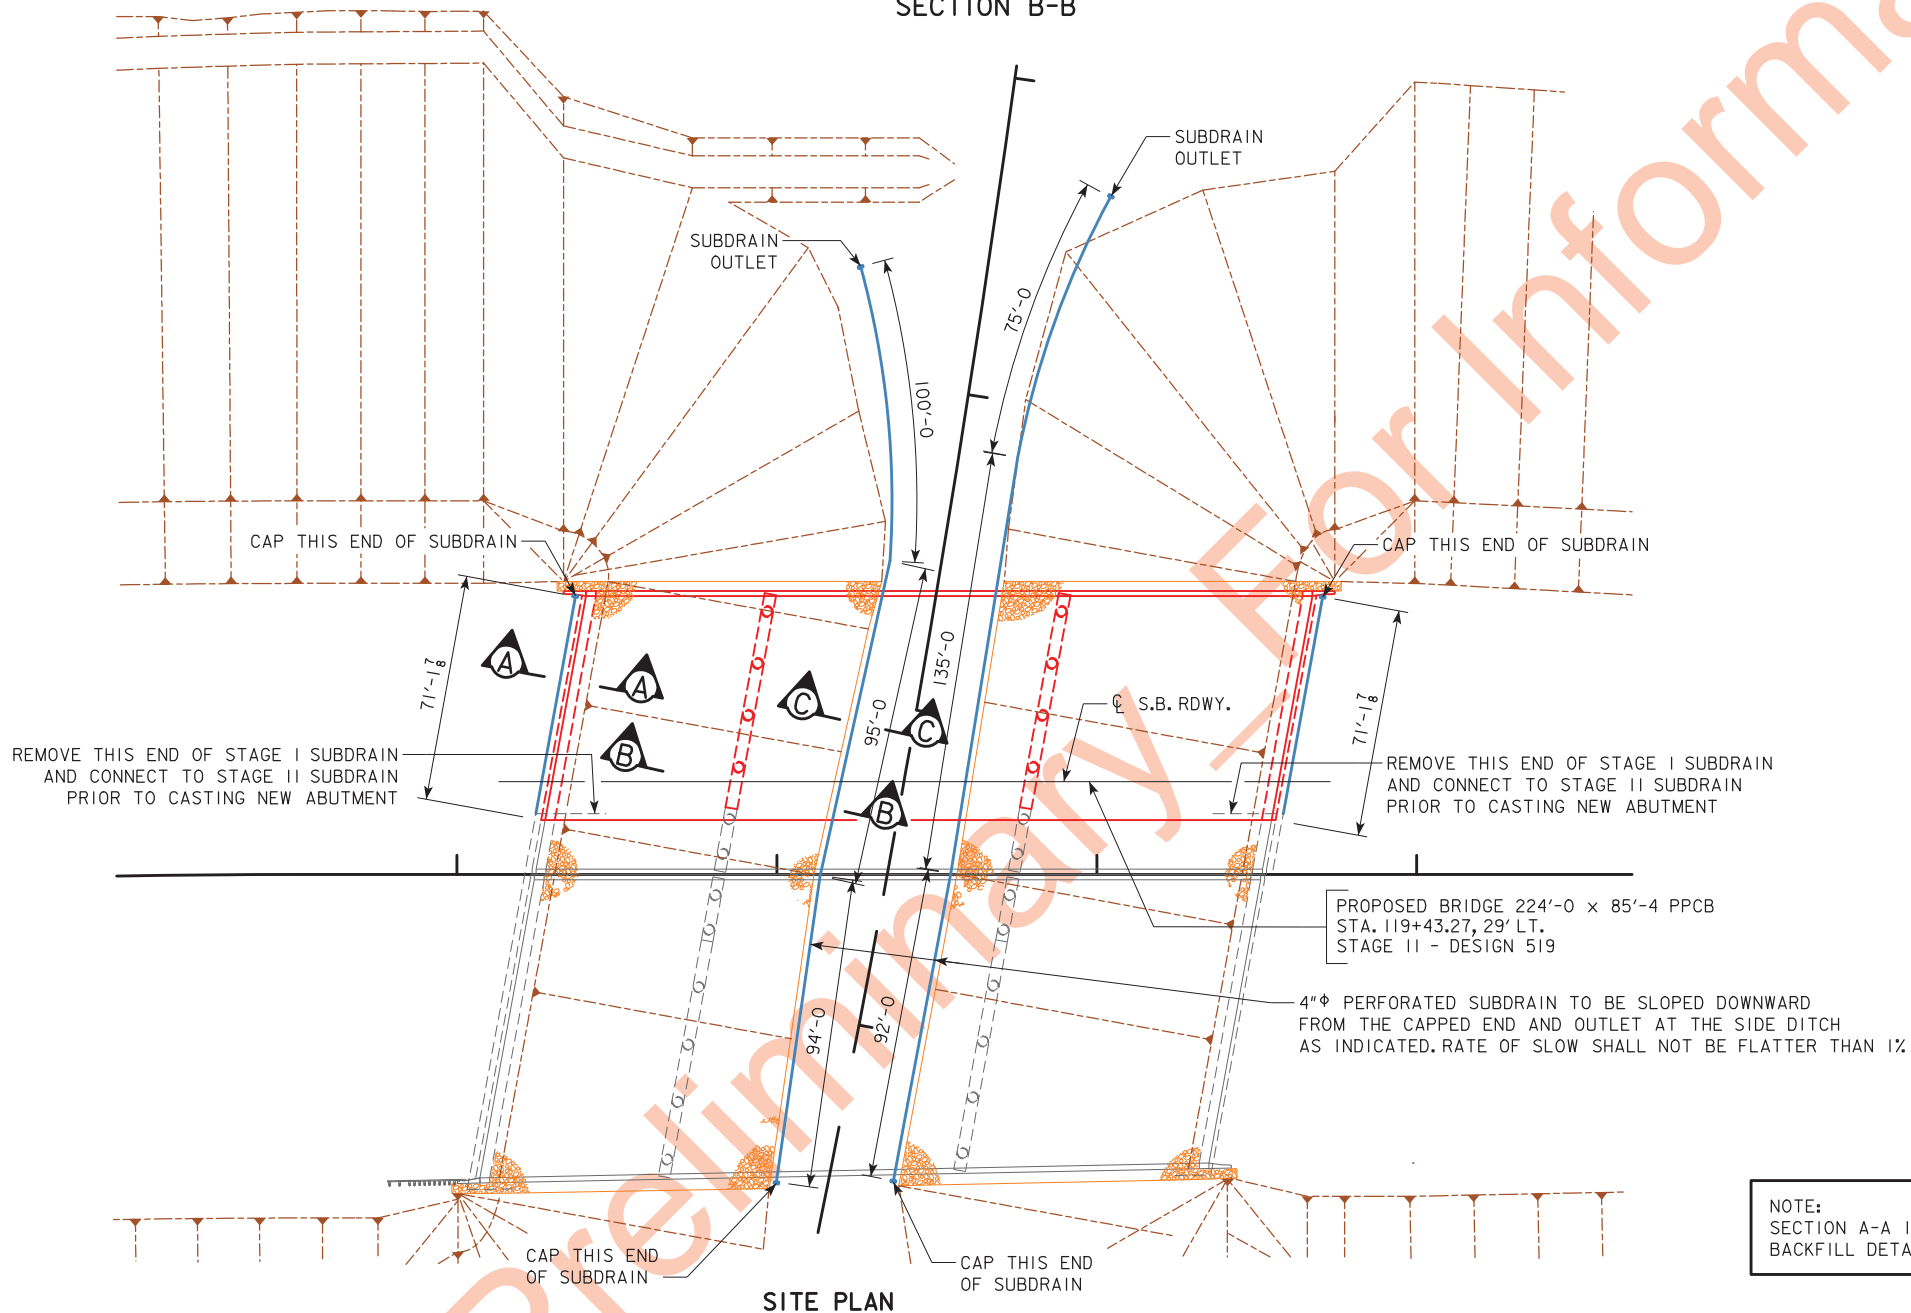 SECTION B-B
SUBDRAIN
OUTLET
SUBDRAIN
OUTLET
75'-0
100'-0
CAP THIS END OF SUBDRAIN
CAP THIS END OF SUBDRAIN
71'-1 7/8
A
A
B
C
C
B
95'-0
135'-0
℄ S.B. RDWY.
71'-1 7/8
REMOVE THIS END OF STAGE I SUBDRAIN
AND CONNECT TO STAGE II SUBDRAIN
PRIOR TO CASTING NEW ABUTMENT
REMOVE THIS END OF STAGE I SUBDRAIN
AND CONNECT TO STAGE II SUBDRAIN
PRIOR TO CASTING NEW ABUTMENT
PROPOSED BRIDGE 224'-0 x 85'-4 PPCB
STA. 119+43.27, 29' LT.
STAGE II - DESIGN 519
94'-0
92'-0
4"Φ PERFORATED SUBDRAIN TO BE SLOPED DOWNWARD
FROM THE CAPPED END AND OUTLET AT THE SIDE DITCH
AS INDICATED. RATE OF SLOW SHALL NOT BE FLATTER THAN 1%
CAP THIS END
OF SUBDRAIN
CAP THIS END
OF SUBDRAIN
NOTE:
SECTION A-A
BACKFILL
SITE PLAN
Preliminary_For